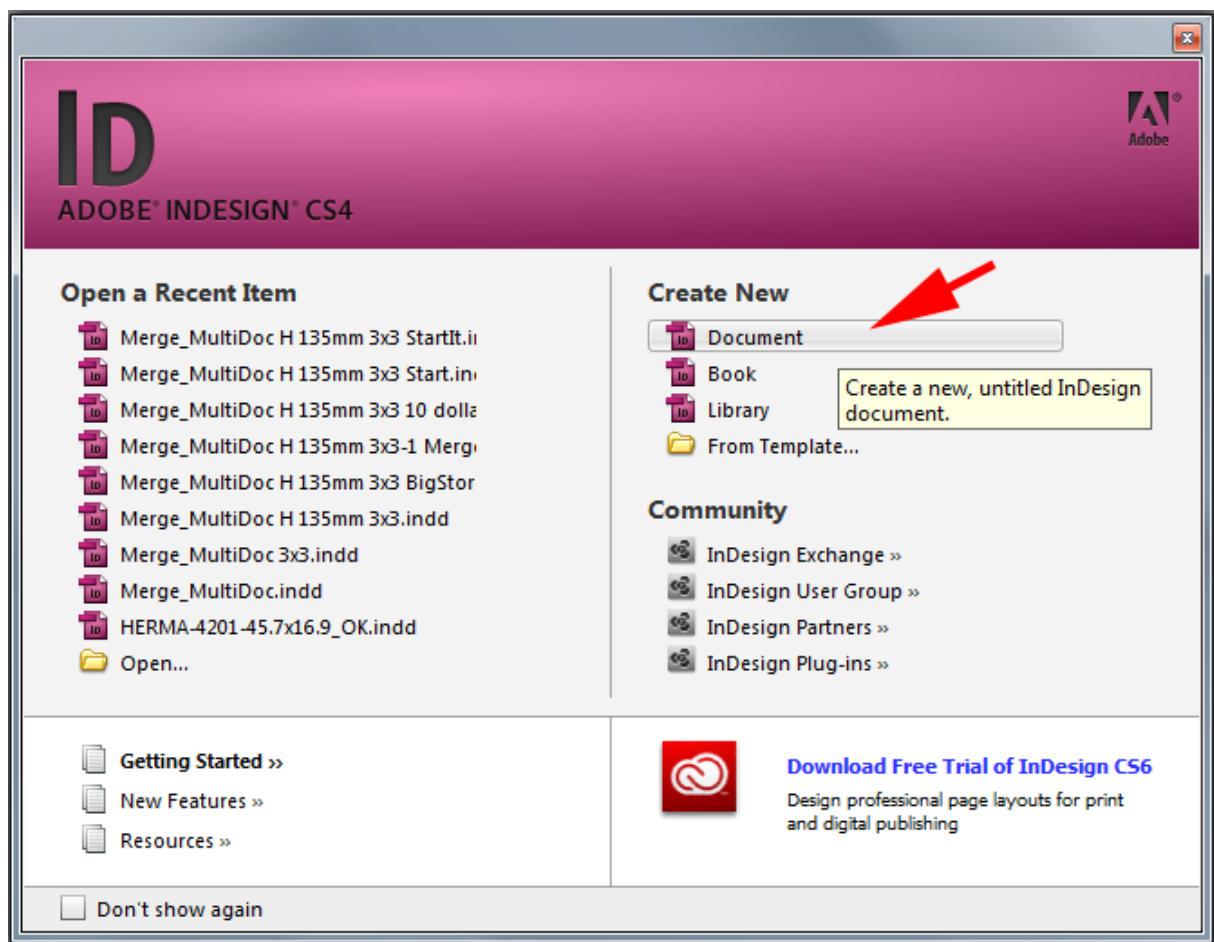 ID
ADOBE® INDESIGN® CS4
Adobe®
Open a Recent Item
Merge_MultiDoc H 135mm 3x3 StartIt.i
Merge_MultiDoc H 135mm 3x3 Start.in
Merge_MultiDoc H 135mm 3x3 10 dolla
Merge_MultiDoc H 135mm 3x3-1 Merg
Merge_MultiDoc H 135mm 3x3 BigStor
Merge_MultiDoc H 135mm 3x3.indd
Merge_MultiDoc 3x3.indd
Merge_MultiDoc.indd
HERMA-4201-45.7x16.9_OK.indd
Open...
Create New
Document
Book
Library
From Template...
Create a new, untitled InDesign
document.
Community
InDesign Exchange »
InDesign User Group »
InDesign Partners »
InDesign Plug-ins »
Getting Started »
New Features »
Resources »
Download Free Trial of InDesign CS6
Design professional page layouts for print
and digital publishing
Don't show again